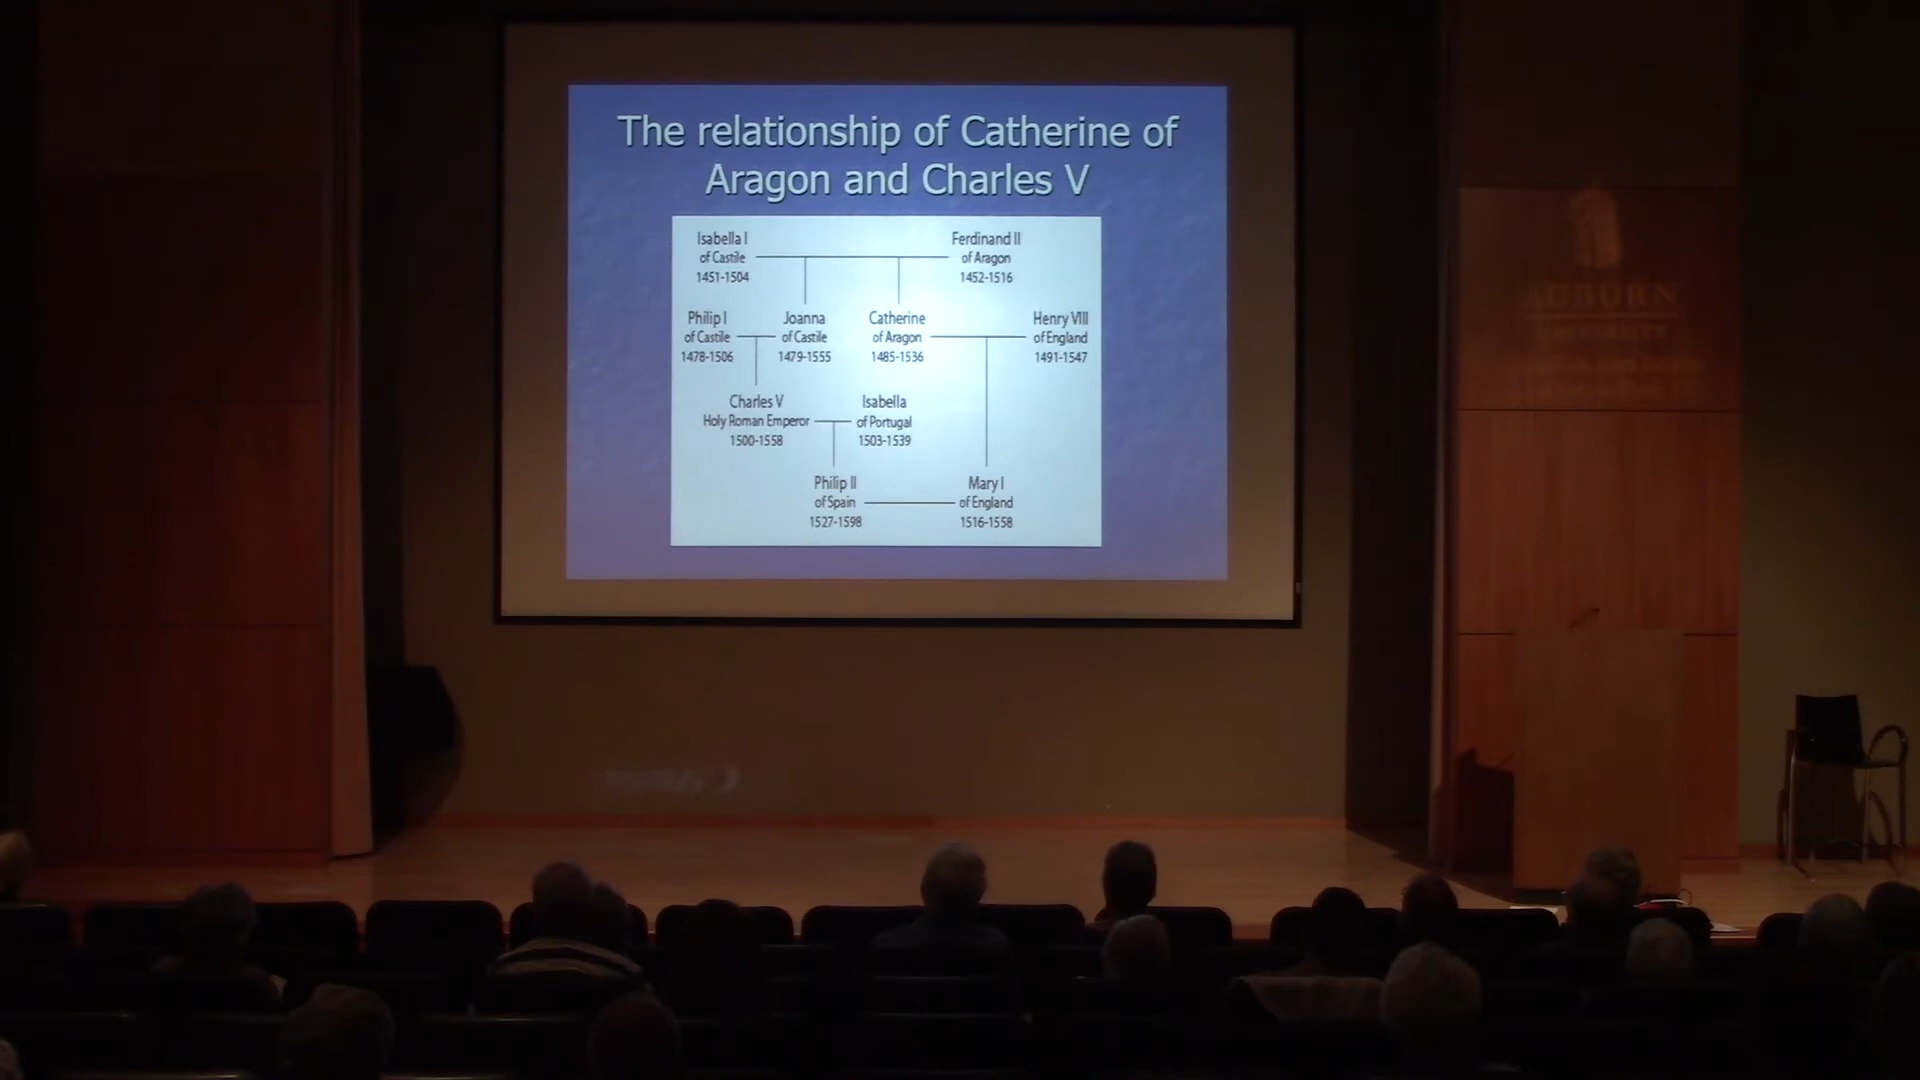 The relationship of Catherine of
Aragon and Charles V
Isabella I
of Castile
1451-1504
Ferdinand II
of Aragon
1452-1516
Philip I
of Castile
1478-1506
Joanna
of Castile
1479-1555
Catherine
of Aragon
1485-1536
Henry VIII
of England
1491-1547
Charles V
Holy Roman Emperor
1500-1558
Isabella
of Portugal
1503-1539
Philip II
of Spain
1527-1598
Mary I
of England
1516-1558
AUBURN
UNIVERSITY